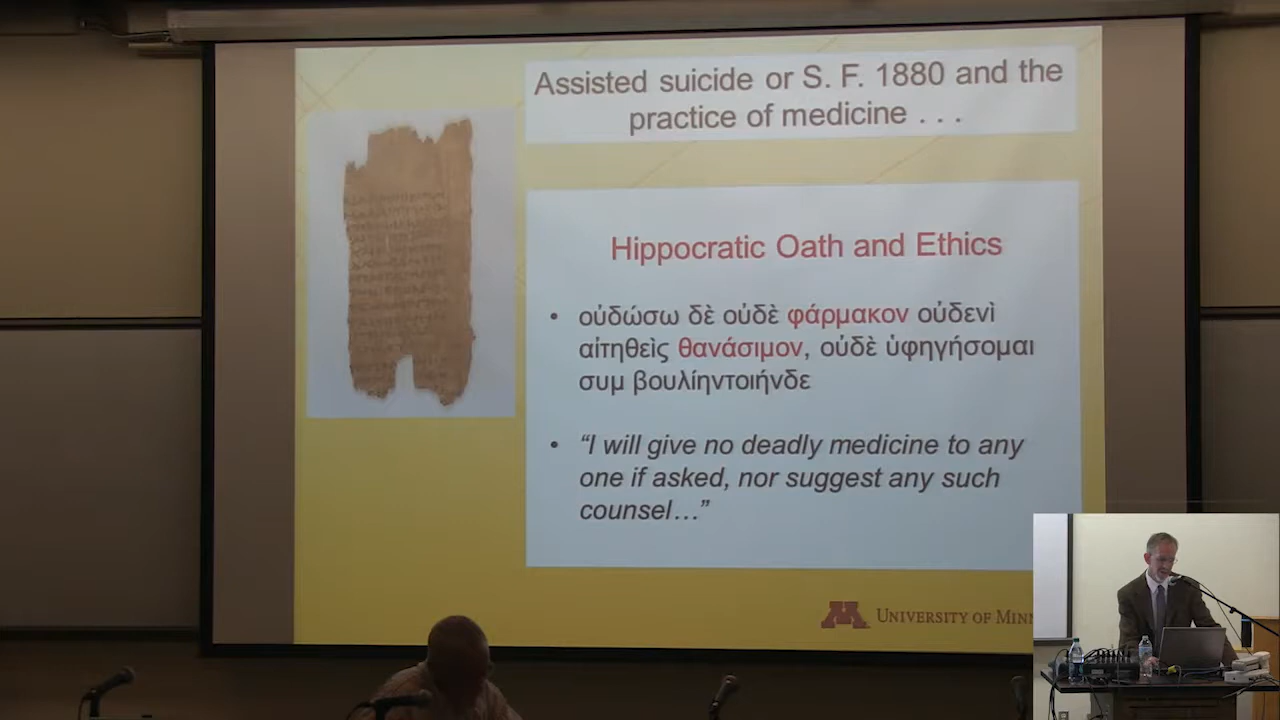 Assisted suicide or S. F. 1880 and the
practice of medicine . . .
Hippocratic Oath and Ethics
• οὐδώσω δὲ οὐδὲ φάρμακον οὐδενὶ
αἰτηθεὶς θανάσιμον, οὐδὲ ὑφηγήσομαι
συμ βουλίηντοιήνδε
• “I will give no deadly medicine to any
one if asked, nor suggest any such
counsel…”
M UNIVERSITY OF MIN